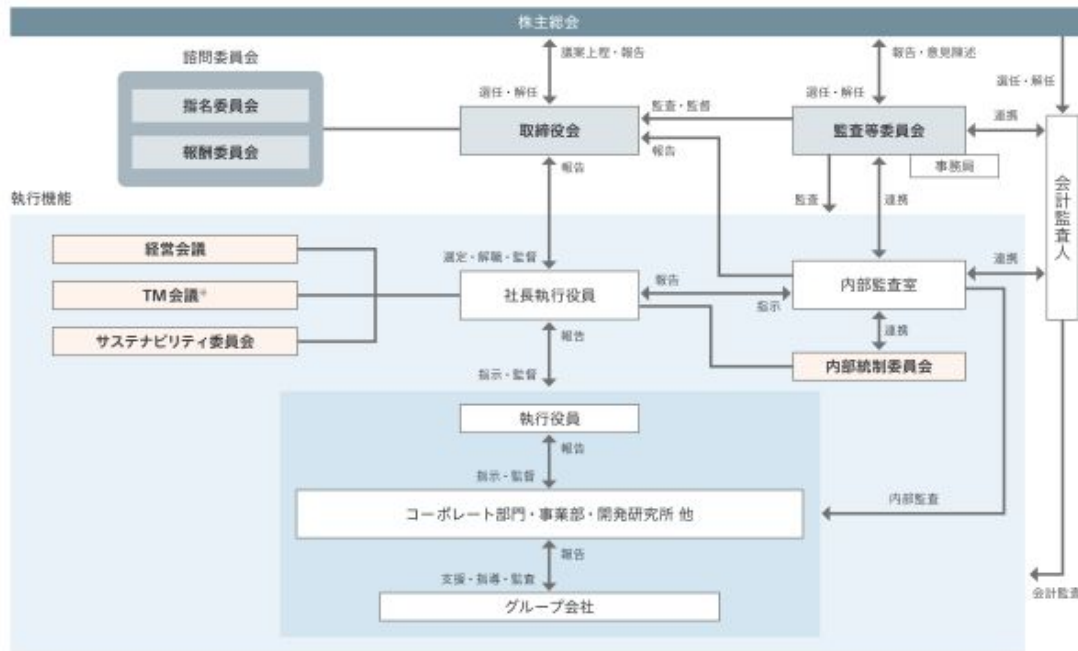 株主総会
諮問委員会
議案上程・報告
報告・意見陳述
選任・解任
選任・解任
選任・解任
指名委員会
報酬委員会
取締役会
監査・監督
報告
監査等委員会
事務局
連携
会計監査人
報告
監査
連携
執行機能
経営会議
TM会議※
サステナビリティ委員会
選定・解職・監督
社長執行役員
報告
指示
内部監査室
連携
連携
内部統制委員会
報告
指示・監督
執行役員
報告
指示・監督
コーポレート部門・事業部・開発研究所 他
内部監査
報告
支援・指導・監査
グループ会社
会計監査